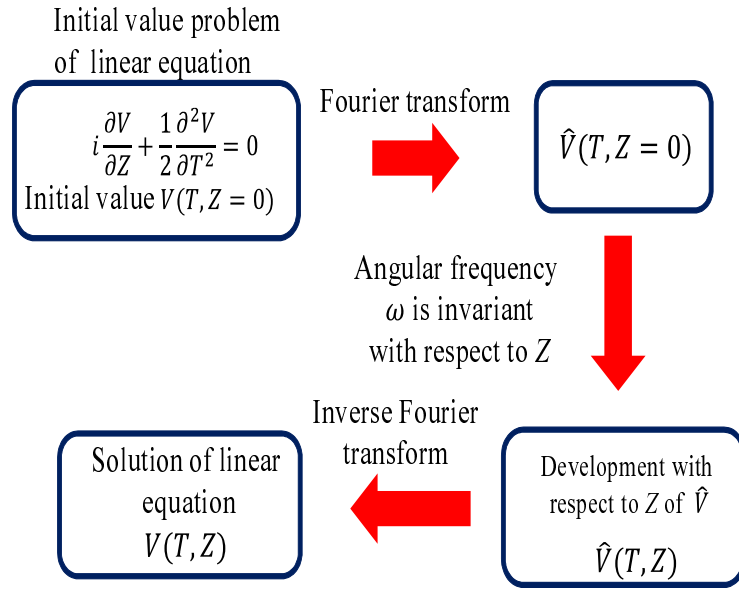 Initial value problem
of linear equation
i ∂V/∂Z + 1/2 ∂²V/∂T² = 0
Initial value V(T, Z = 0)
Fourier transform
V̂(T, Z = 0)
Angular frequency
ω is invariant
with respect to Z
Development with
respect to Z of V̂
V̂(T, Z)
Inverse Fourier
transform
Solution of linear
equation
V(T, Z)